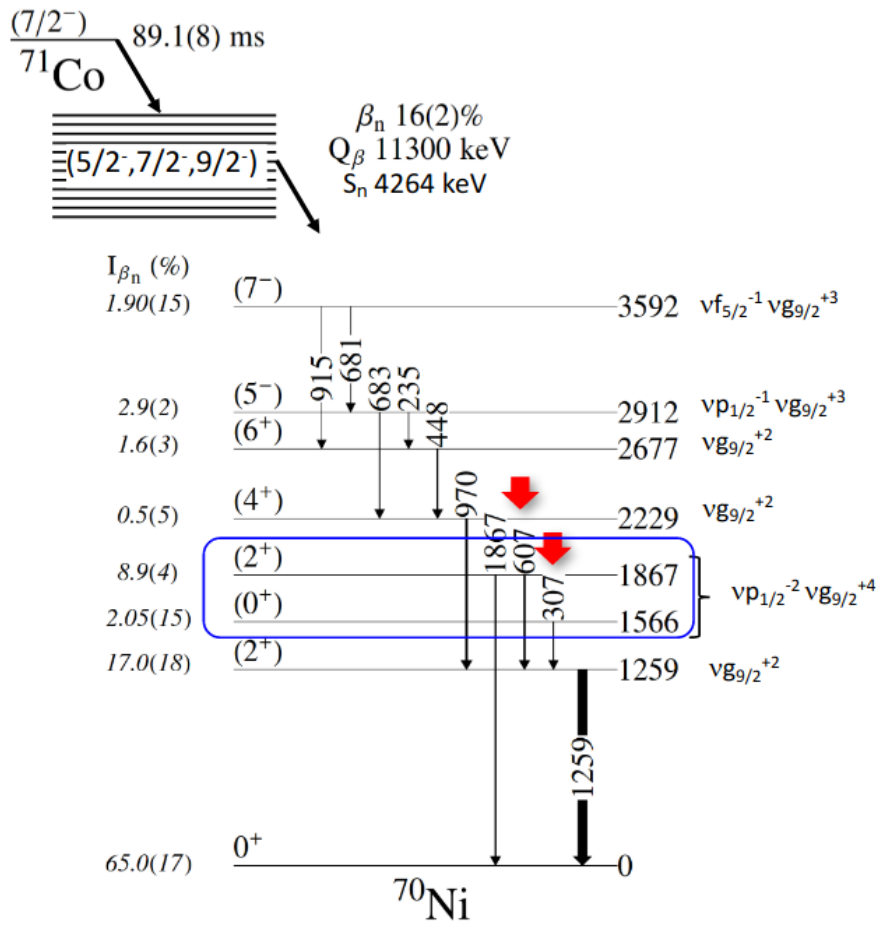 (7/2⁻)
89.1(8) ms
⁷¹Co
βₙ 16(2)%
Q_β 11300 keV
Sₙ 4264 keV
(5/2⁻,7/2⁻,9/2⁻)
I_βₙ (%)
1.90(15) (7⁻) 3592 νf₅/₂⁻¹ νg₉/₂⁺³
915
681
683
235
2.9(2) (5⁻) 2912 νp₁/₂⁻¹ νg₉/₂⁺³
1.6(3) (6⁺) 2677 νg₉/₂⁺²
448
970
0.5(5) (4⁺) 2229 νg₉/₂⁺²
1867
607
307
8.9(4) (2⁺) 1867
νp₁/₂⁻² νg₉/₂⁺⁴
2.05(15) (0⁺) 1566
17.0(18) (2⁺) 1259 νg₉/₂⁺²
1259
65.0(17) 0⁺ 0
⁷⁰Ni